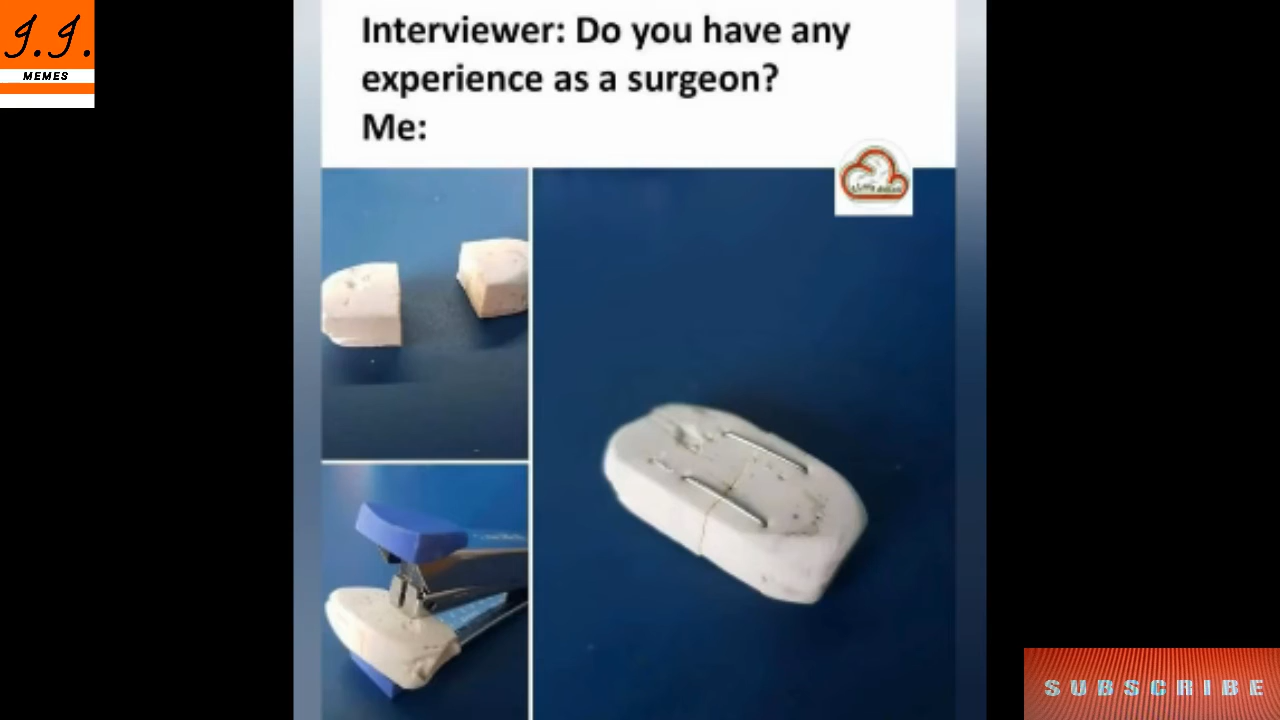 J.J.
MEMES
Interviewer: Do you have any
experience as a surgeon?
Me:
SUBSCRIBE